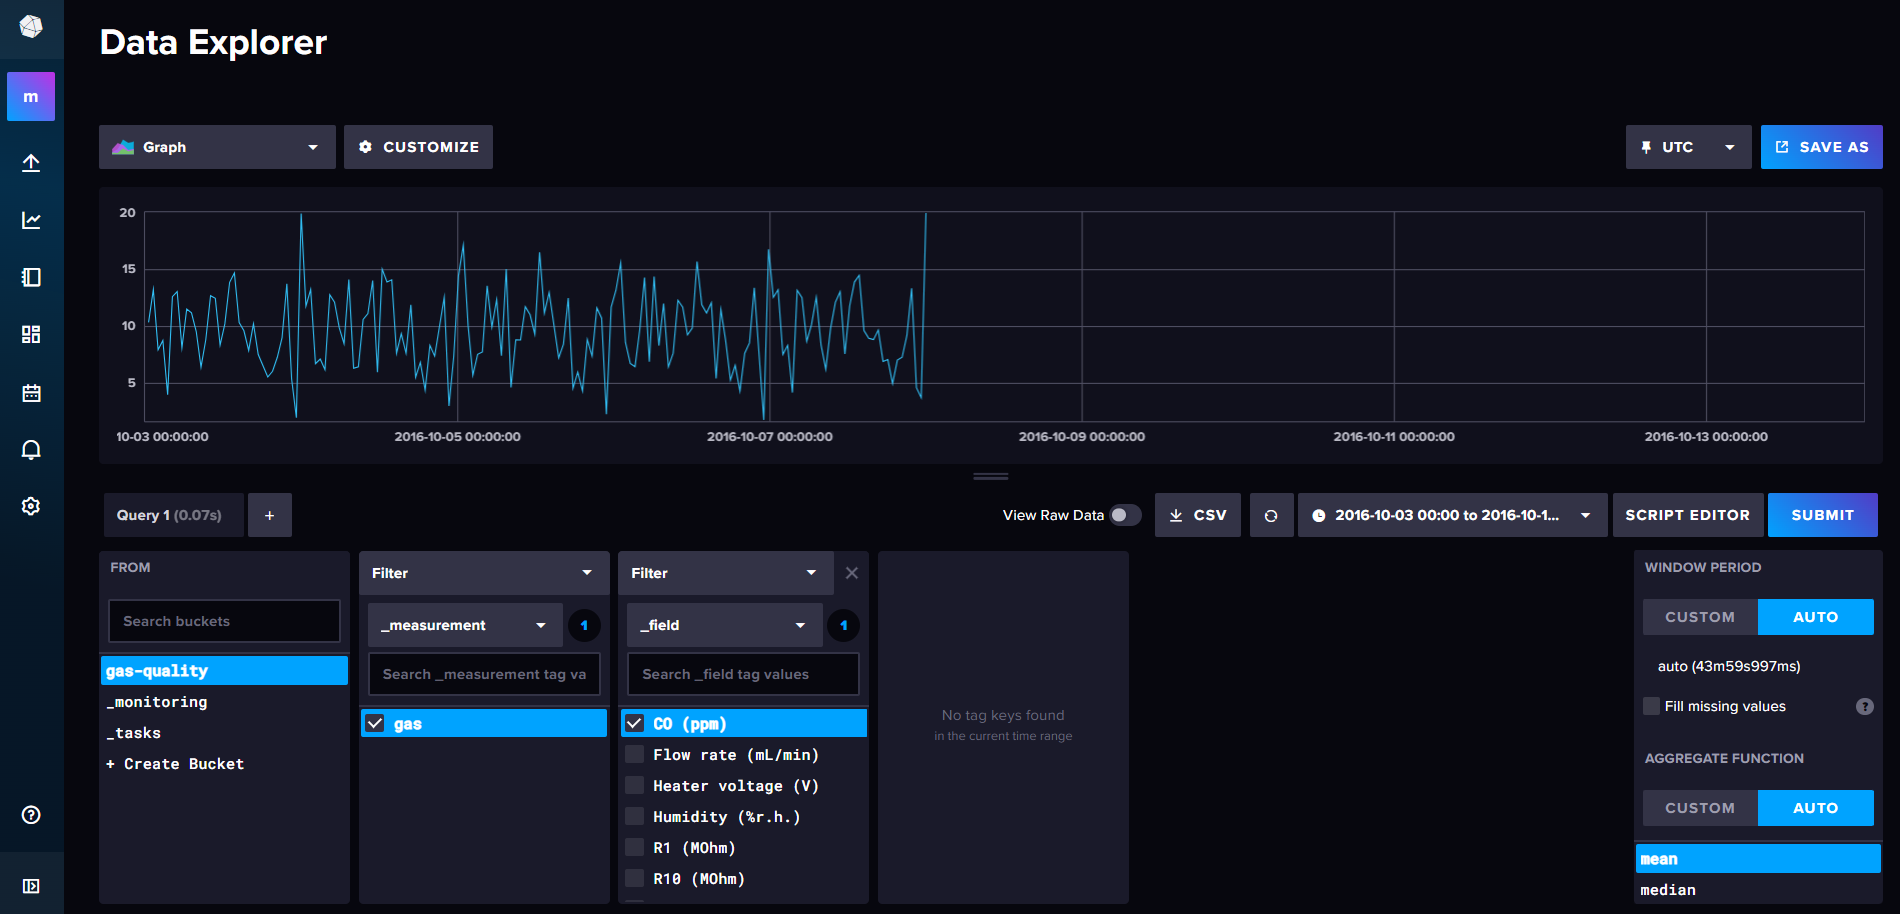 Data Explorer
m
Graph
CUSTOMIZE
UTC
SAVE AS
20
15
10
5
10-03 00:00:00
2016-10-05 00:00:00
2016-10-07 00:00:00
2016-10-09 00:00:00
2016-10-11 00:00:00
2016-10-13 00:00:00
Query 1 (0.07s)
+
View Raw Data
CSV
2016-10-03 00:00 to 2016-10-1...
SCRIPT EDITOR
SUBMIT
FROM
Search buckets
gas-quality
_monitoring
_tasks
+ Create Bucket
Filter
_measurement
1
Search _measurement tag va
gas
Filter
_field
1
Search _field tag values
CO (ppm)
Flow rate (mL/min)
Heater voltage (V)
Humidity (%r.h.)
R1 (MOhm)
R10 (MOhm)
No tag keys found
in the current time range
WINDOW PERIOD
CUSTOM
AUTO
auto (43m59s997ms)
Fill missing values
?
AGGREGATE FUNCTION
CUSTOM
AUTO
mean
median